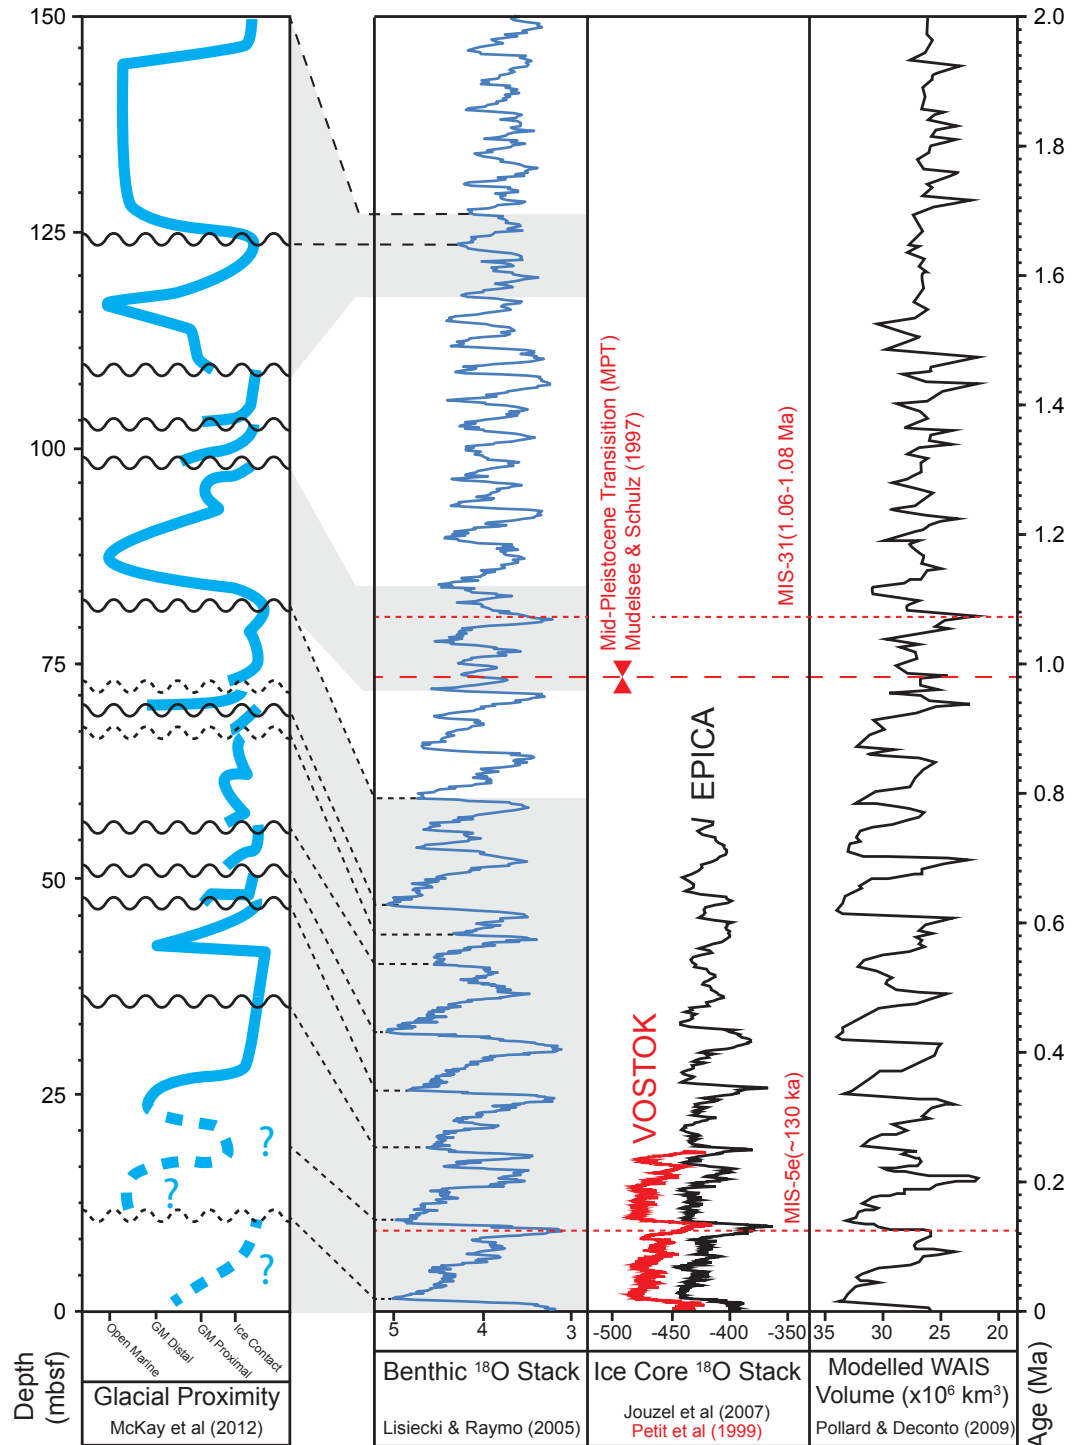 150
125
100
75
50
25
0
Depth
(mbsf)
?
?
?
Open Marine
GM Distal
GM Proximal
Ice Contact
Glacial Proximity
McKay et al (2012)
5
4
3
Benthic ¹⁸O Stack
Lisiecki & Raymo (2005)
Mid-Pleistocene Transisition (MPT)
Mudelsee & Schulz (1997)
MIS-31(1.06-1.08 Ma)
EPICA
VOSTOK
MIS-5e(~130 ka)
-500
-450
-400
-350
Ice Core ¹⁸O Stack
Jouzel et al (2007)
Petit et al (1999)
35
30
25
20
Modelled WAIS
Volume (x10⁶ km³)
Pollard & Deconto (2009)
2.0
1.8
1.6
1.4
1.2
1.0
0.8
0.6
0.4
0.2
0
Age (Ma)